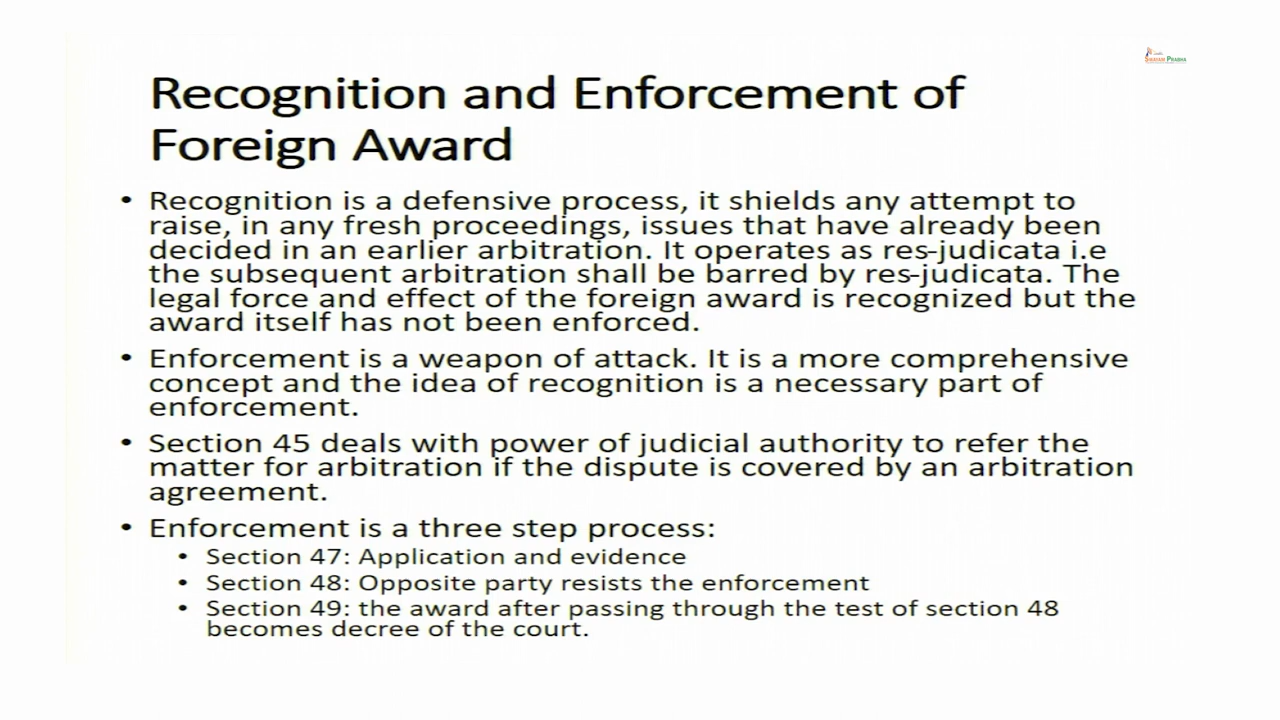 SWAYAM PRABHA
Recognition and Enforcement of
Foreign Award
• Recognition is a defensive process, it shields any attempt to
raise, in any fresh proceedings, issues that have already been
decided in an earlier arbitration. It operates as res-judicata i.e
the subsequent arbitration shall be barred by res-judicata. The
legal force and effect of the foreign award is recognized but the
award itself has not been enforced.
• Enforcement is a weapon of attack. It is a more comprehensive
concept and the idea of recognition is a necessary part of
enforcement.
• Section 45 deals with power of judicial authority to refer the
matter for arbitration if the dispute is covered by an arbitration
agreement.
• Enforcement is a three step process:
• Section 47: Application and evidence
• Section 48: Opposite party resists the enforcement
• Section 49: the award after passing through the test of section 48
becomes decree of the court.